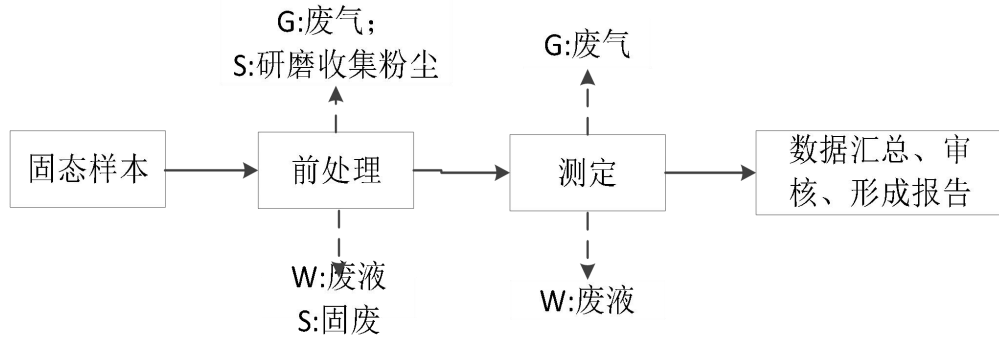 G:废气；
S:研磨收集粉尘
G:废气
固态样本
前处理
测定
数据汇总、审
核、形成报告
W:废液
S:固废
W:废液